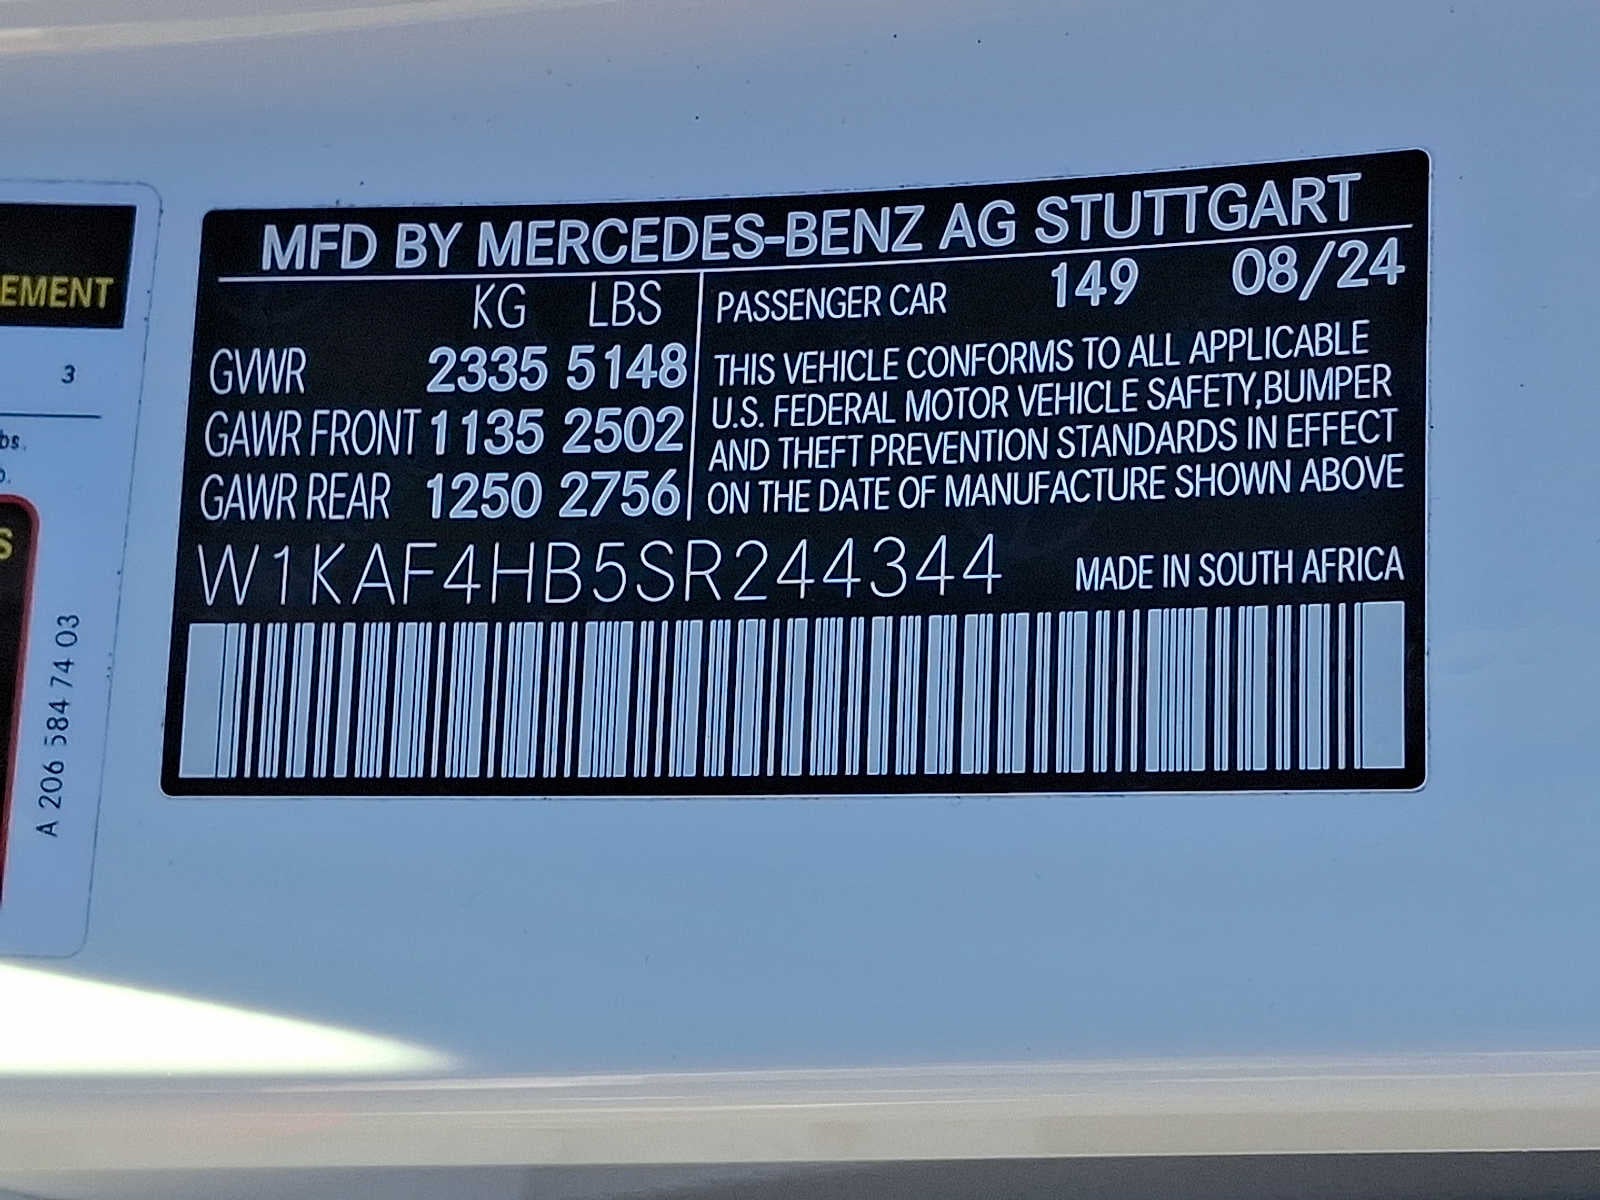 MFD BY MERCEDES-BENZ AG STUTTGART
KG LBS
GVWR 2335 5148
GAWR FRONT 1135 2502
GAWR REAR 1250 2756
PASSENGER CAR 149 08/24
THIS VEHICLE CONFORMS TO ALL APPLICABLE
U.S. FEDERAL MOTOR VEHICLE SAFETY,BUMPER
AND THEFT PREVENTION STANDARDS IN EFFECT
ON THE DATE OF MANUFACTURE SHOWN ABOVE
W1KAF4HB5SR244344
MADE IN SOUTH AFRICA
EMENT
3
bs.
S
A 206 584 74 03